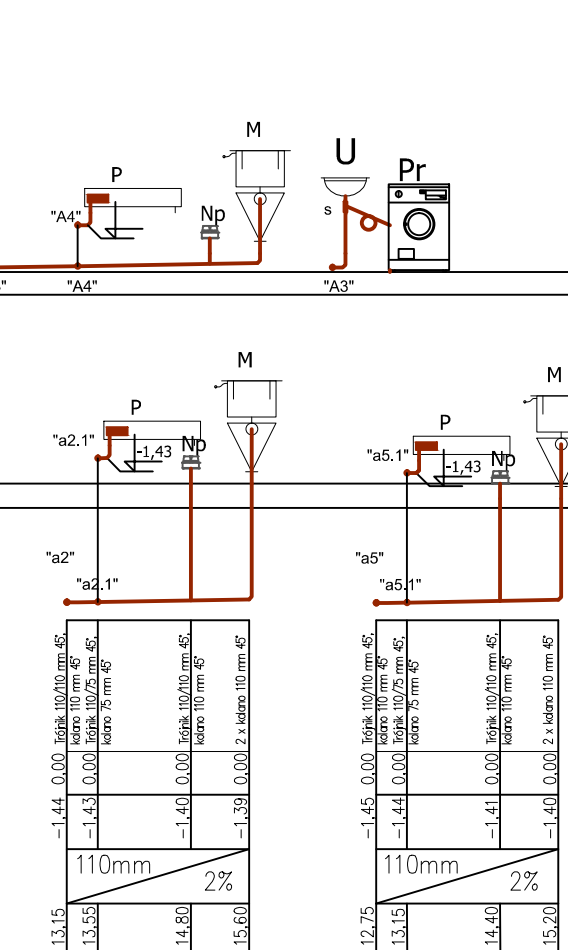 M
U
Pr
P
"A4"
Np
s
"
"A4"
"A3"
M
P
"a2.1"
-1,43
Np
M
P
"a5.1"
-1,43
Np
"a2"
"a2.1"
"a5"
"a5.1"
Trójnik 110/110 mm 45°,
kolano 110 mm 45°
Trójnik 110/75 mm 45°,
kolano 75 mm 45°
Trójnik 110/110 mm 45°,
kolano 110 mm 45°
2 x kolano 110 mm 45°
Trójnik 110/110 mm 45°,
kolano 110 mm 45°
Trójnik 110/75 mm 45°,
kolano 75 mm 45°
Trójnik 110/110 mm 45°,
kolano 110 mm 45°
2 x kolano 110 mm 45°
0,00 0,00 0,00 0,00
0,00 0,00 0,00 0,00
-1,44 -1,43 -1,40 -1,39
-1,45 -1,44 -1,41 -1,40
110mm
2%
110mm
2%
13,15 13,55 14,80 15,60
12,75 13,15 14,40 15,20